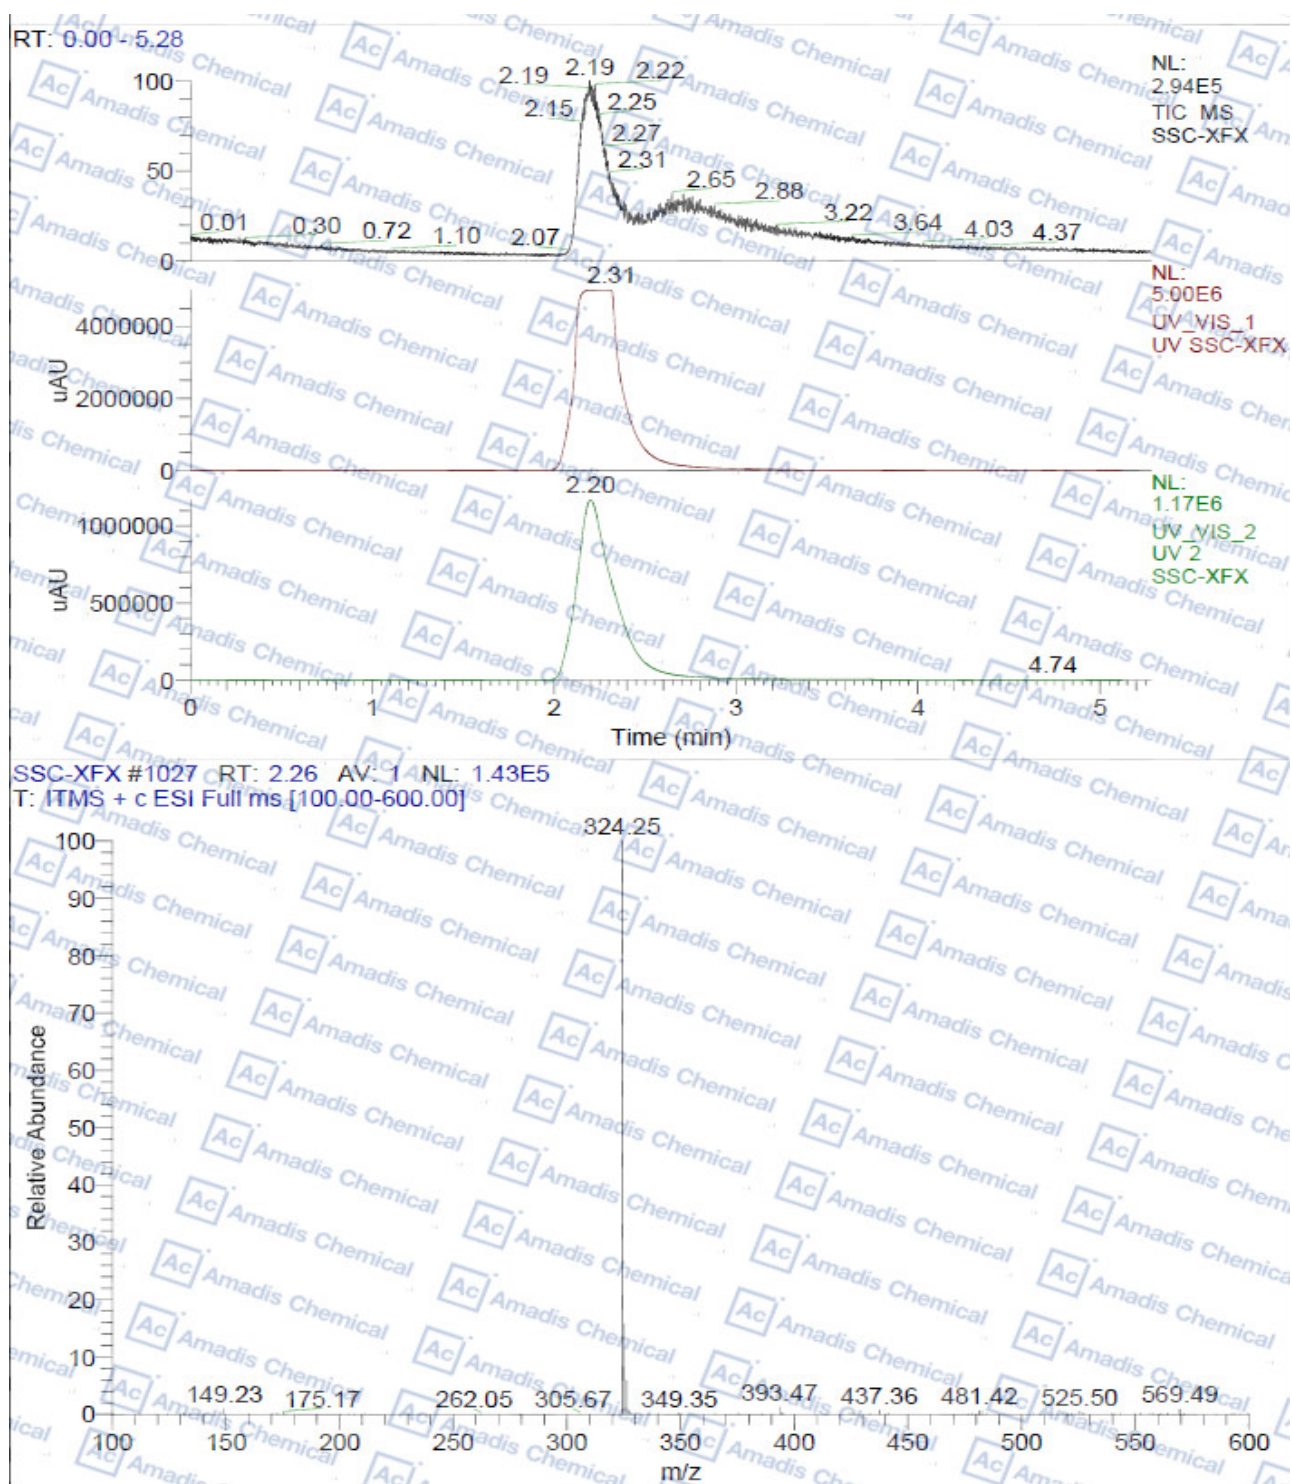 RT: 0.00 - 5.28
NL:
2.94E5
TIC MS
SSC-XFX
100
50
0
2.19
2.19
2.22
2.15
2.25
2.27
2.31
2.65
2.88
3.22
3.64
4.03
4.37
0.01
0.30
0.72
1.10
2.07
NL:
5.00E6
UV_VIS_1
UV SSC-XFX
2.31
4000000
2000000
0
uAU
NL:
1.17E6
UV_VIS_2
UV 2
SSC-XFX
2.20
1000000
500000
0
uAU
4.74
0 1 2 3 4 5
Time (min)
SSC-XFX #1027 RT: 2.26 AV: 1 NL: 1.43E5
T: ITMS + c ESI Full ms [100.00-600.00]
324.25
100
90
80
70
60
50
40
30
20
10
0
Relative Abundance
149.23 175.17 262.05 305.67 349.35 393.47 437.36 481.42 525.50 569.49
100 150 200 250 300 350 400 450 500 550 600
m/z
Ac Amadis Chemical